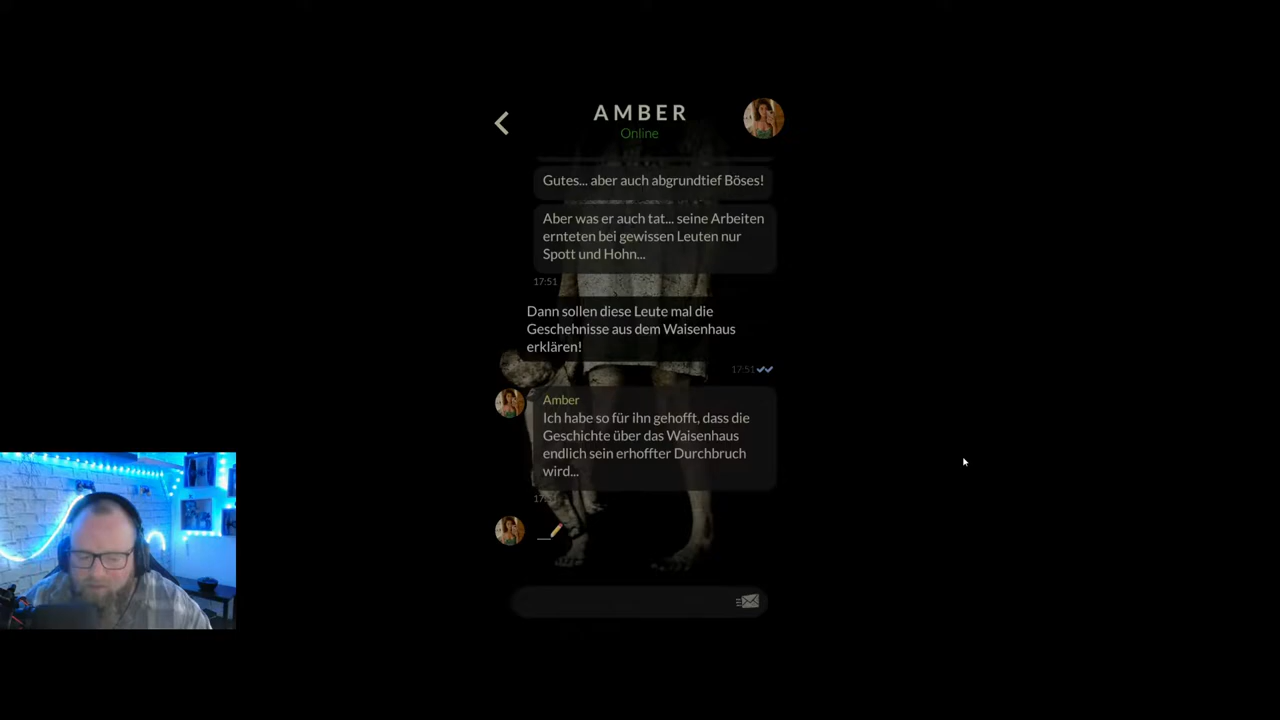 AMBER
Online
Gutes... aber auch abgrundtief Böses!
Aber was er auch tat... seine Arbeiten
ernteten bei gewissen Leuten nur
Spott und Hohn...
17:51
Dann sollen diese Leute mal die
Geschehnisse aus dem Waisenhaus
erklären!
17:51
Amber
Ich habe so für ihn gehofft, dass die
Geschichte über das Waisenhaus
endlich sein erhoffter Durchbruch
wird...